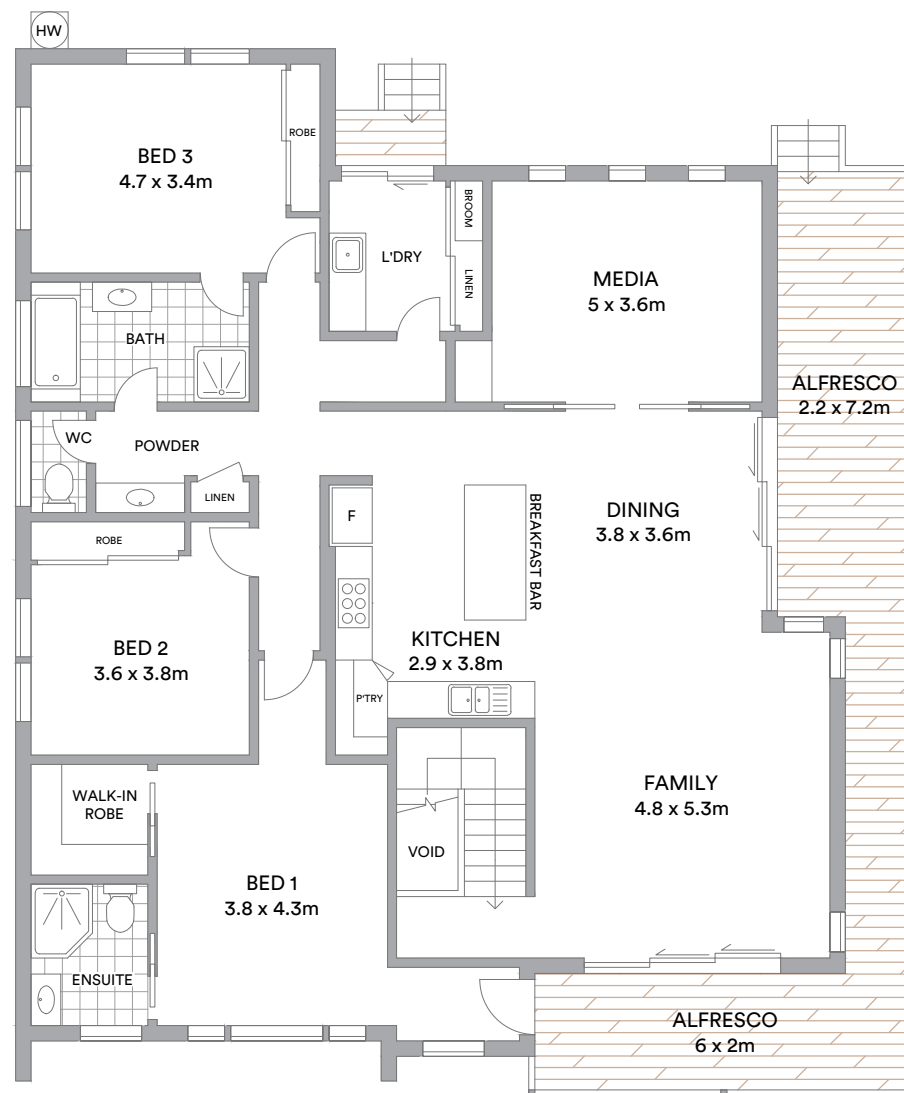 HW
BED 3
4.7 x 3.4m
ROBE
BROOM
LINEN
L'DRY
MEDIA
5 x 3.6m
BATH
ALFRESCO
2.2 x 7.2m
WC
POWDER
LINEN
F
BREAKFAST BAR
DINING
3.8 x 3.6m
ROBE
BED 2
3.6 x 3.8m
KITCHEN
2.9 x 3.8m
P'TRY
WALK-IN
ROBE
FAMILY
4.8 x 5.3m
VOID
BED 1
3.8 x 4.3m
ENSUITE
ALFRESCO
6 x 2m